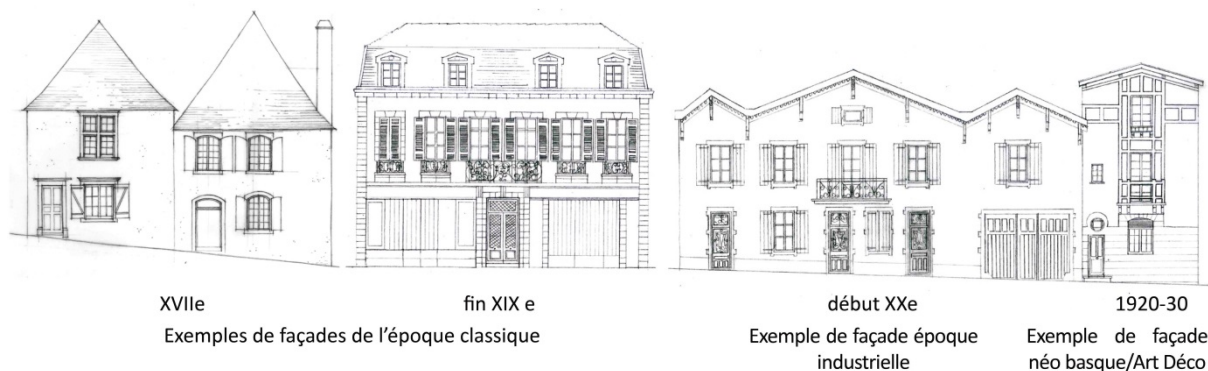 XVIIe
fin XIX e
début XXe
1920-30
Exemples de façades de l’époque classique
Exemple de façade époque
industrielle
Exemple de façade
néo basque/Art Déco